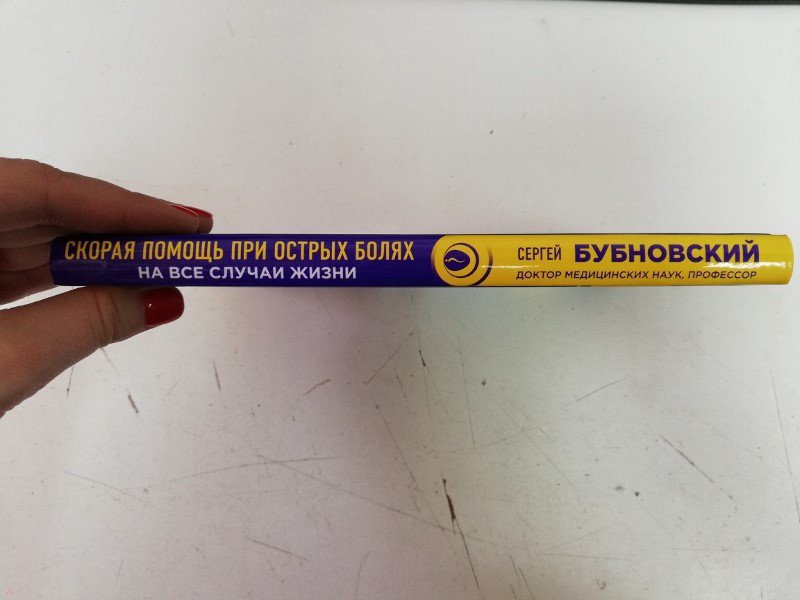 СКОРАЯ ПОМОЩЬ ПРИ ОСТРЫХ БОЛЯХ
НА ВСЕ СЛУЧАИ ЖИЗНИ
СЕРГЕЙ БУБНОВСКИЙ
ДОКТОР МЕДИЦИНСКИХ НАУК, ПРОФЕССОР